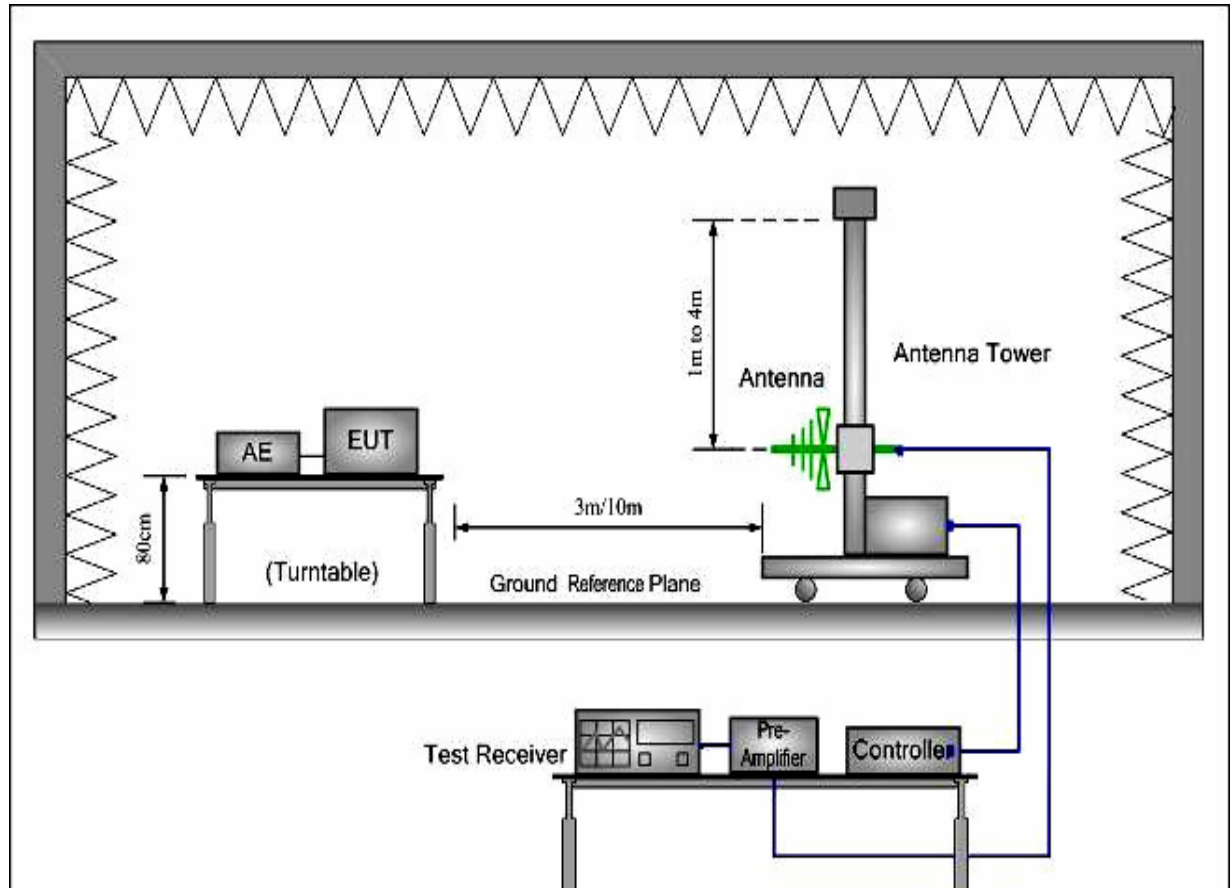 1m to 4m
Antenna Tower
Antenna
AE
EUT
80cm
3m/10m
(Turntable)
Ground Reference Plane
Test Receiver
Pre-
Amplifier
Controller